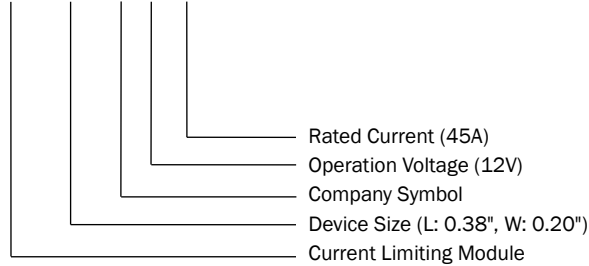 Rated Current (45A)
Operation Voltage (12V)
Company Symbol
Device Size (L: 0.38", W: 0.20")
Current Limiting Module